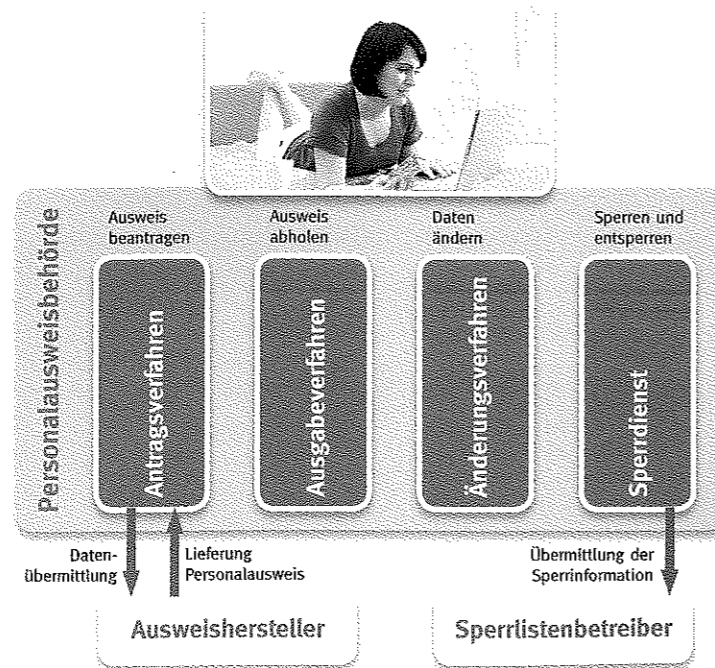 Personalausweisbehörde
Ausweis
beantragen
Ausweis
abholen
Daten
ändern
Sperren und
entsperren
Antragsverfahren
Ausgabeverfahren
Änderungsverfahren
Sperrdienst
Daten-
übermittlung
Lieferung
Personalausweis
Übermittlung der
Sperrinformation
Ausweishersteller
Sperrlistenbetreiber